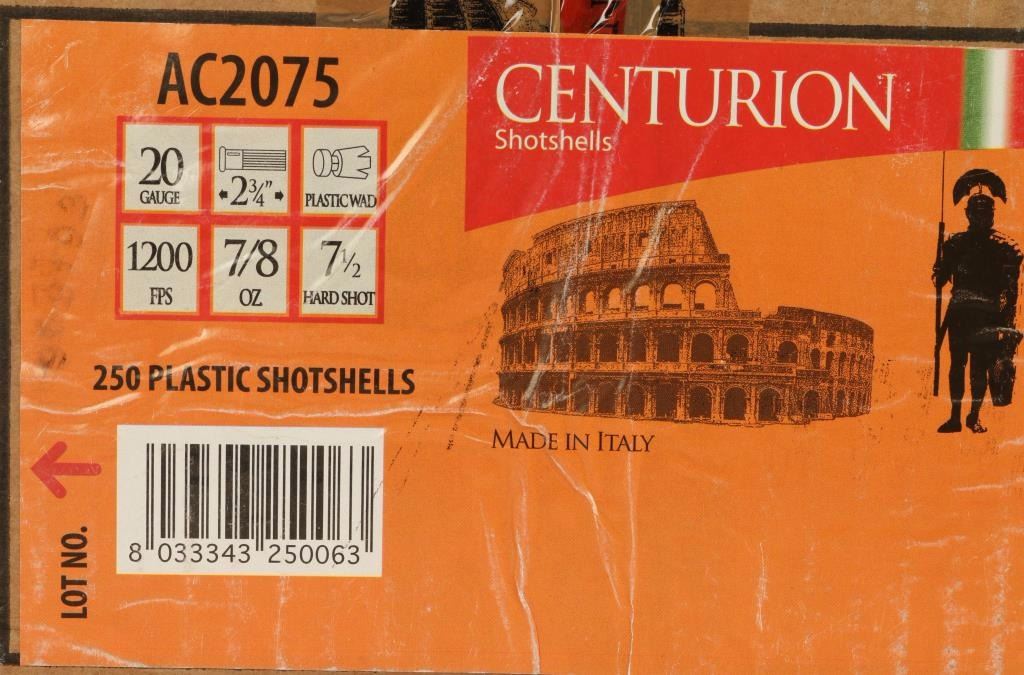 AC2075
20
GAUGE
2¾"
PLASTIC WAD
1200
FPS
7/8
OZ
7½
HARD SHOT
250 PLASTIC SHOTSHELLS
8 033343 250063
LOT NO.
CENTURION
Shotshells
MADE IN ITALY